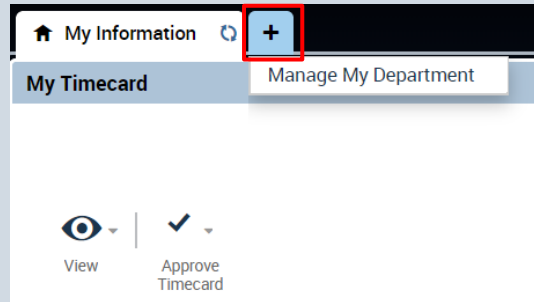 My Information +
Manage My Department
My Timecard
View
Approve
Timecard